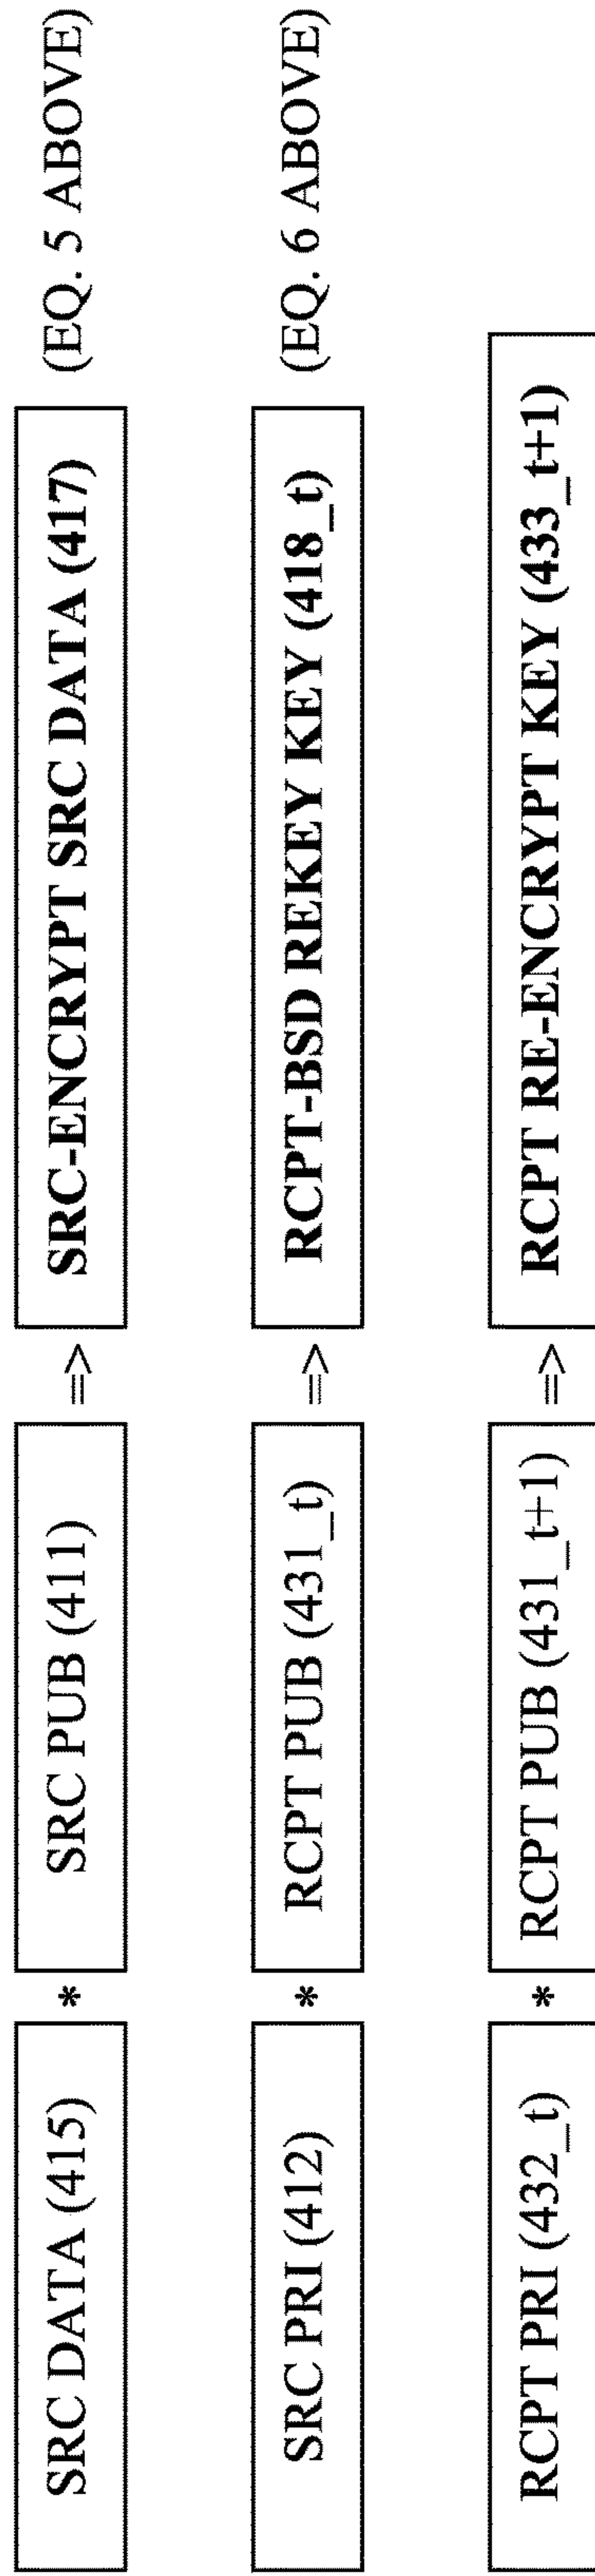 SRC DATA (415) * SRC PUB (411) => SRC-ENCRYPT SRC DATA (417) (EQ. 5 ABOVE)
SRC PRI (412) * RCPT PUB (431_t) => RCPT-BSD REKEY KEY (418_t) (EQ. 6 ABOVE)
RCPT PRI (432_t) * RCPT PUB (431_t+1) => RCPT RE-ENCRYPT KEY (433_t+1)